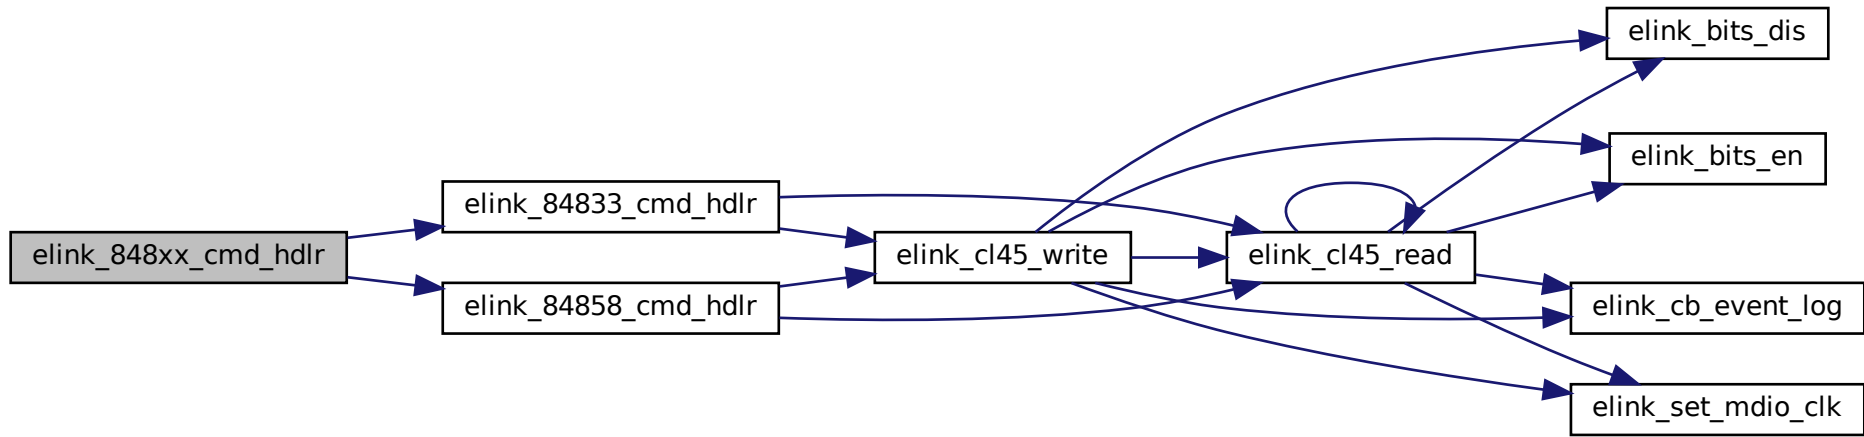 elink_848xx_cmd_hdlr
elink_84833_cmd_hdlr
elink_84858_cmd_hdlr
elink_cl45_write
elink_cl45_read
elink_bits_dis
elink_bits_en
elink_cb_event_log
elink_set_mdio_clk